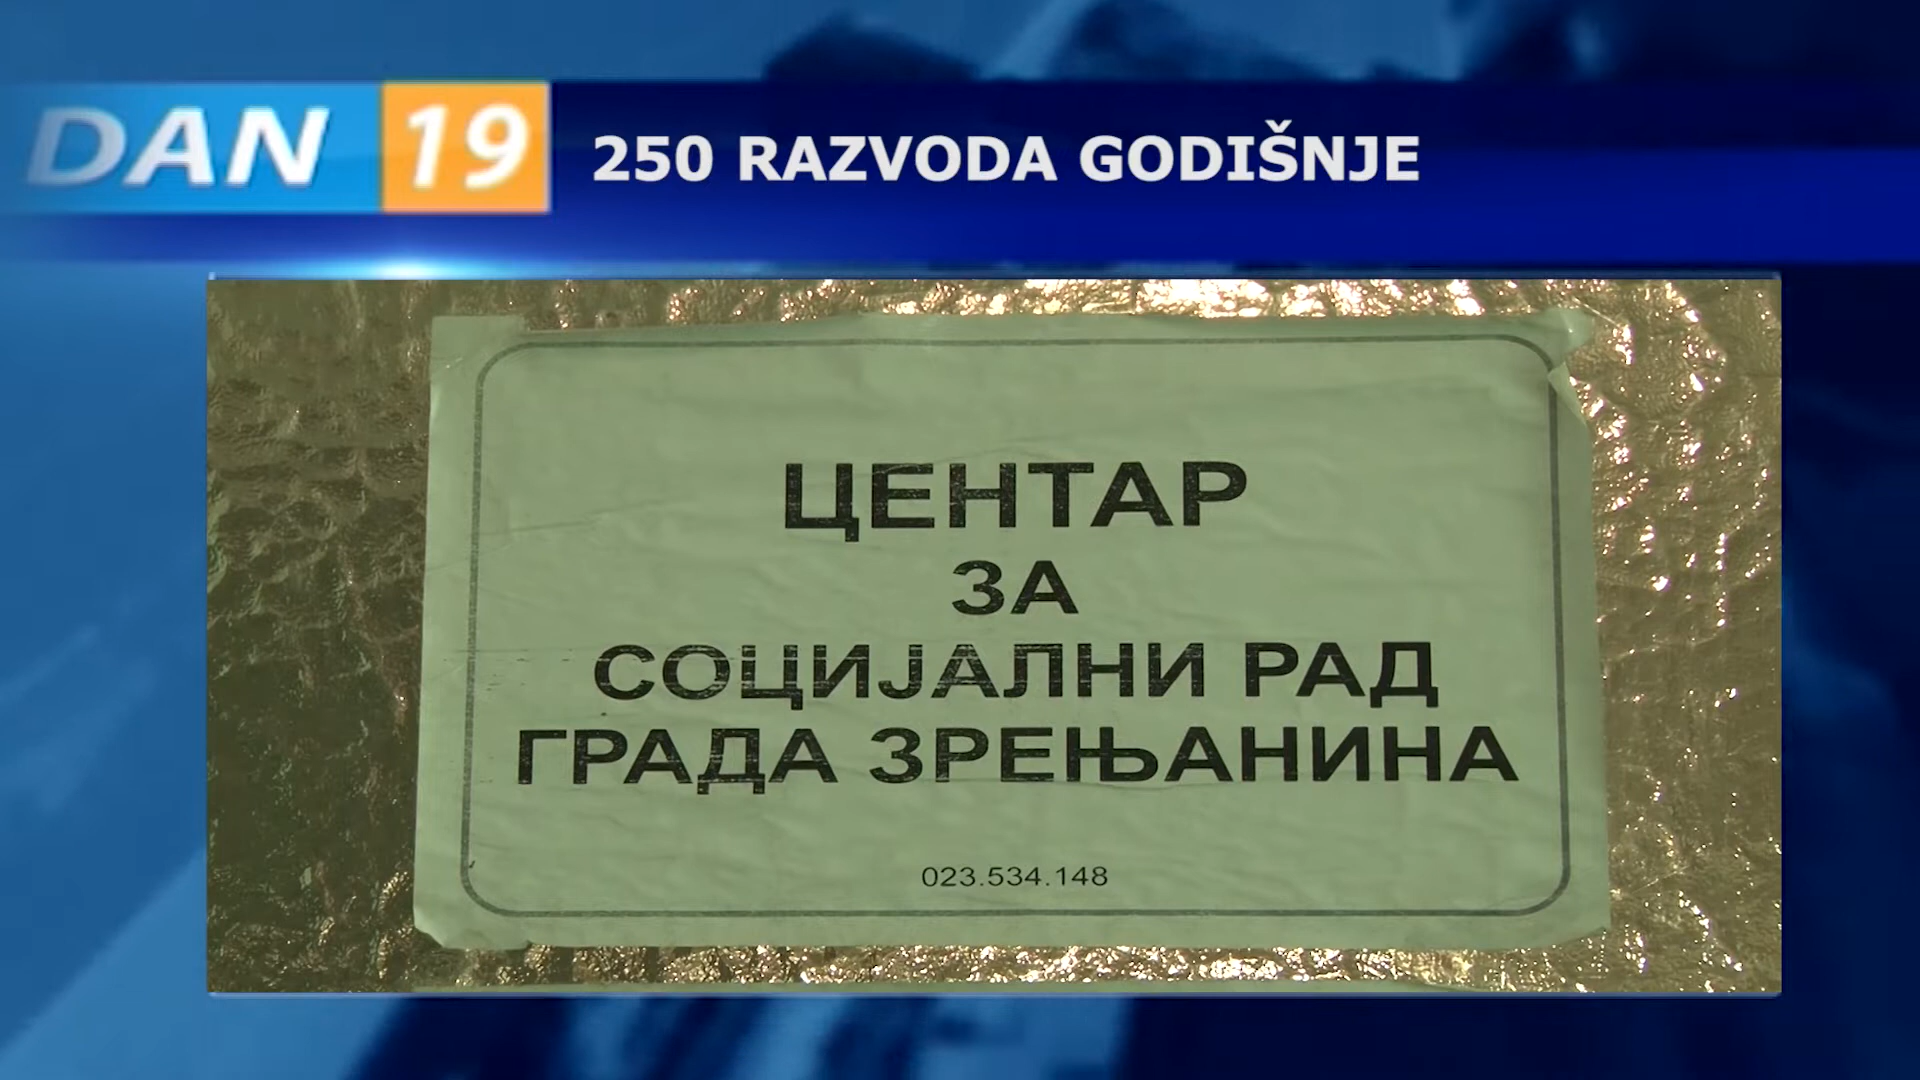 DAN 19
250 RAZVODA GODIŠNJE
ЦЕНТАР
ЗА
СОЦИЈАЛНИ РАД
ГРАДА ЗРЕЊАНИНА
023.534.148